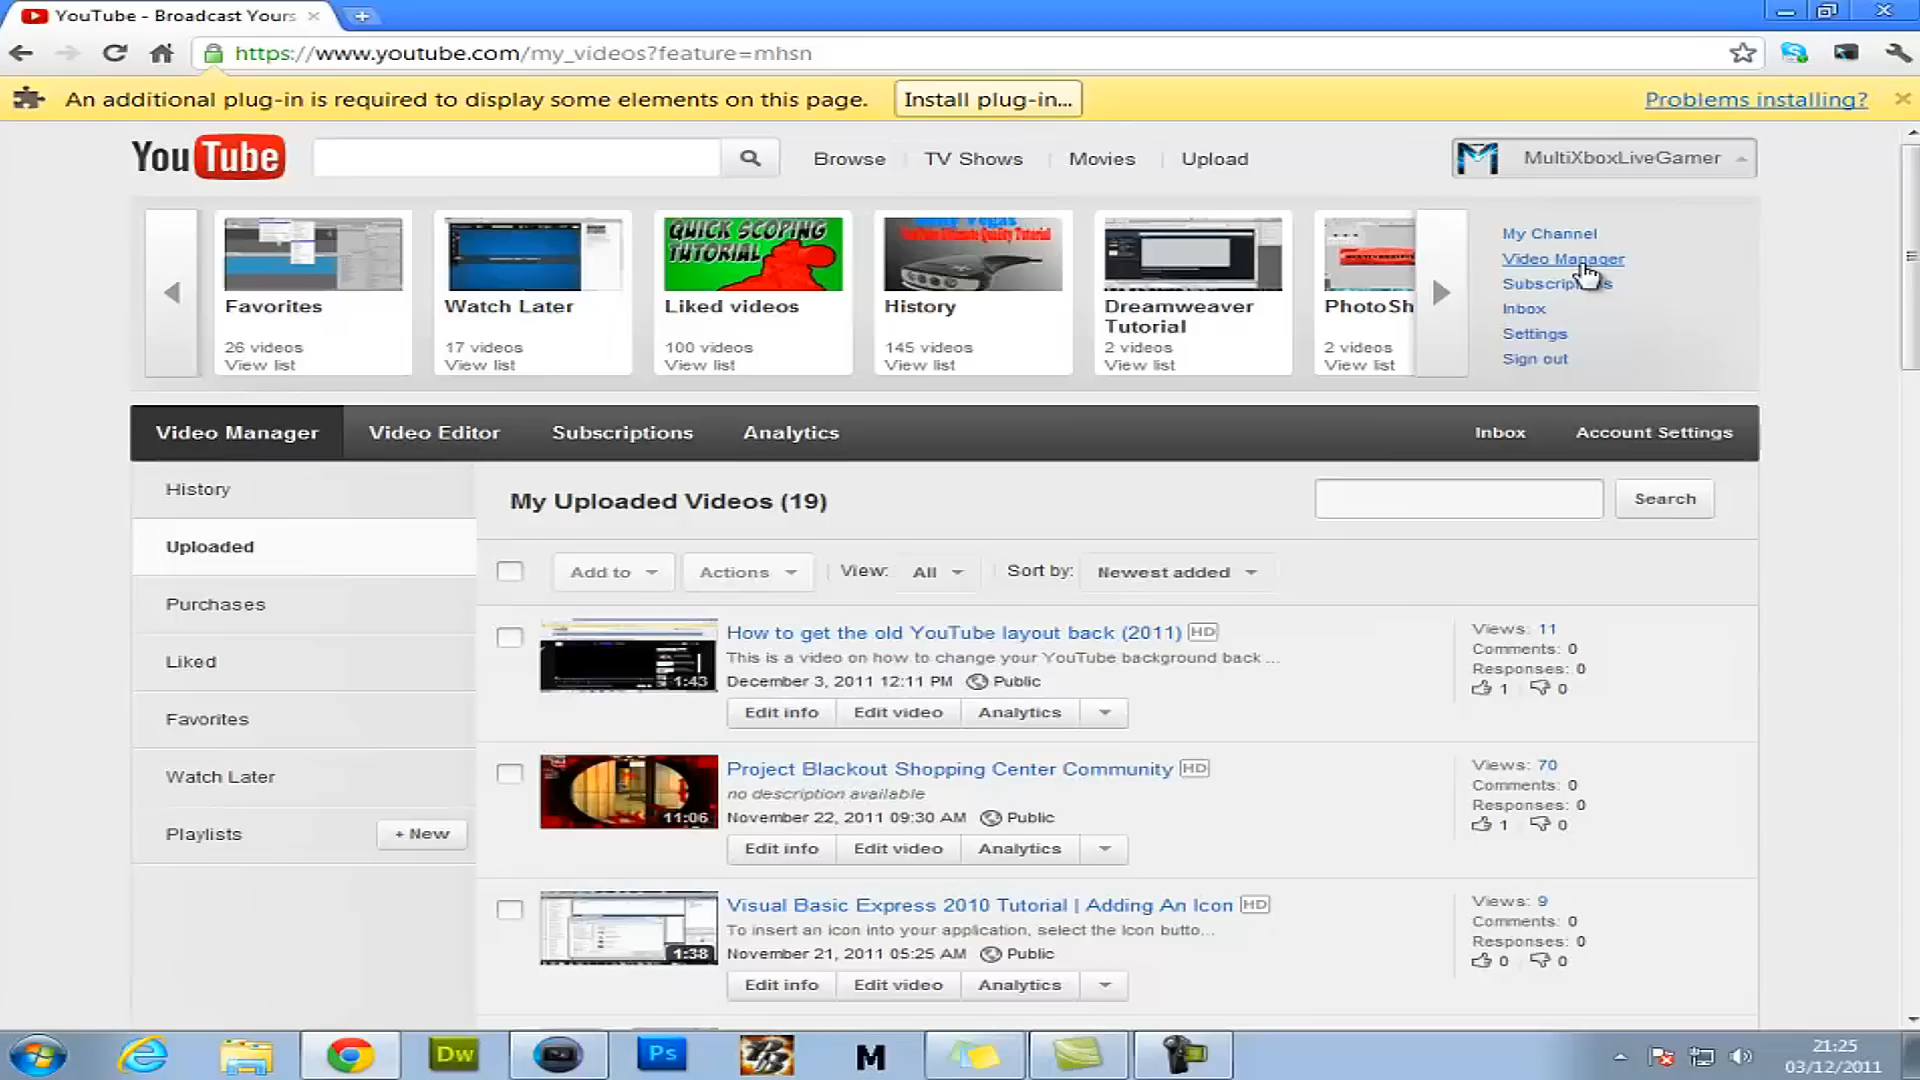 YouTube - Broadcast Yours
https://www.youtube.com/my_videos?feature=mhsn
An additional plug-in is required to display some elements on this page.
Install plug-in...
Problems installing?
YouTube
Browse
TV Shows
Movies
Upload
MultiXboxLiveGamer
QUICK SCOPING TUTORIAL
YouTube Ultimate Quality Tutorial
Favorites
26 videos
View list
Watch Later
17 videos
View list
Liked videos
100 videos
View list
History
145 videos
View list
Dreamweaver
Tutorial
2 videos
View list
PhotoSh
2 videos
View list
My Channel
Video Manager
Inbox
Settings
Sign out
Video Manager
Video Editor
Subscriptions
Analytics
Inbox
Account Settings
History
Uploaded
Purchases
Liked
Favorites
Watch Later
Playlists
+ New
My Uploaded Videos (19)
Search
Add to
Actions
View: All
Sort by: Newest added
How to get the old YouTube layout back (2011) HD
This is a video on how to change your YouTube background back ...
December 3, 2011 12:11 PM Public
1:43
Edit info
Edit video
Analytics
Views: 11
Comments: 0
Responses: 0
1 0
Project Blackout Shopping Center Community HD
no description available
November 22, 2011 09:30 AM Public
11:06
Edit info
Edit video
Analytics
Views: 70
Comments: 0
Responses: 0
1 0
Visual Basic Express 2010 Tutorial | Adding An Icon HD
To insert an icon into your application, select the Icon butto...
November 21, 2011 05:25 AM Public
1:38
Edit info
Edit video
Analytics
Views: 9
Comments: 0
Responses: 0
0 0
Dw
Ps
M
21:25
03/12/2011